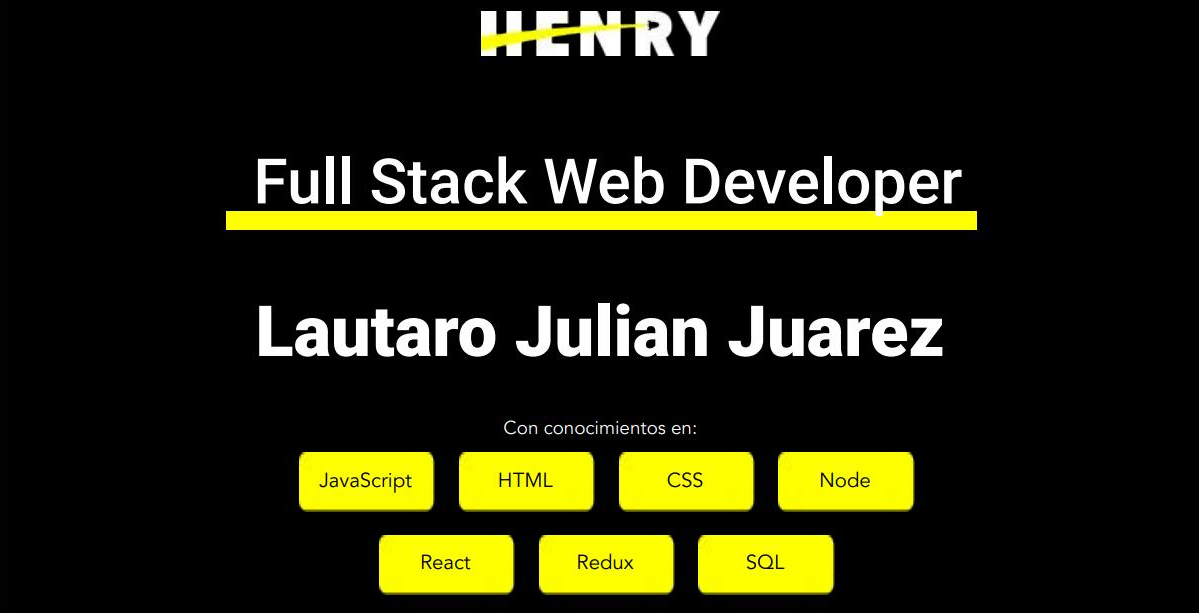 HENRY
Full Stack Web Developer
Lautaro Julian Juarez
Con conocimientos en:
JavaScript HTML CSS Node
React Redux SQL